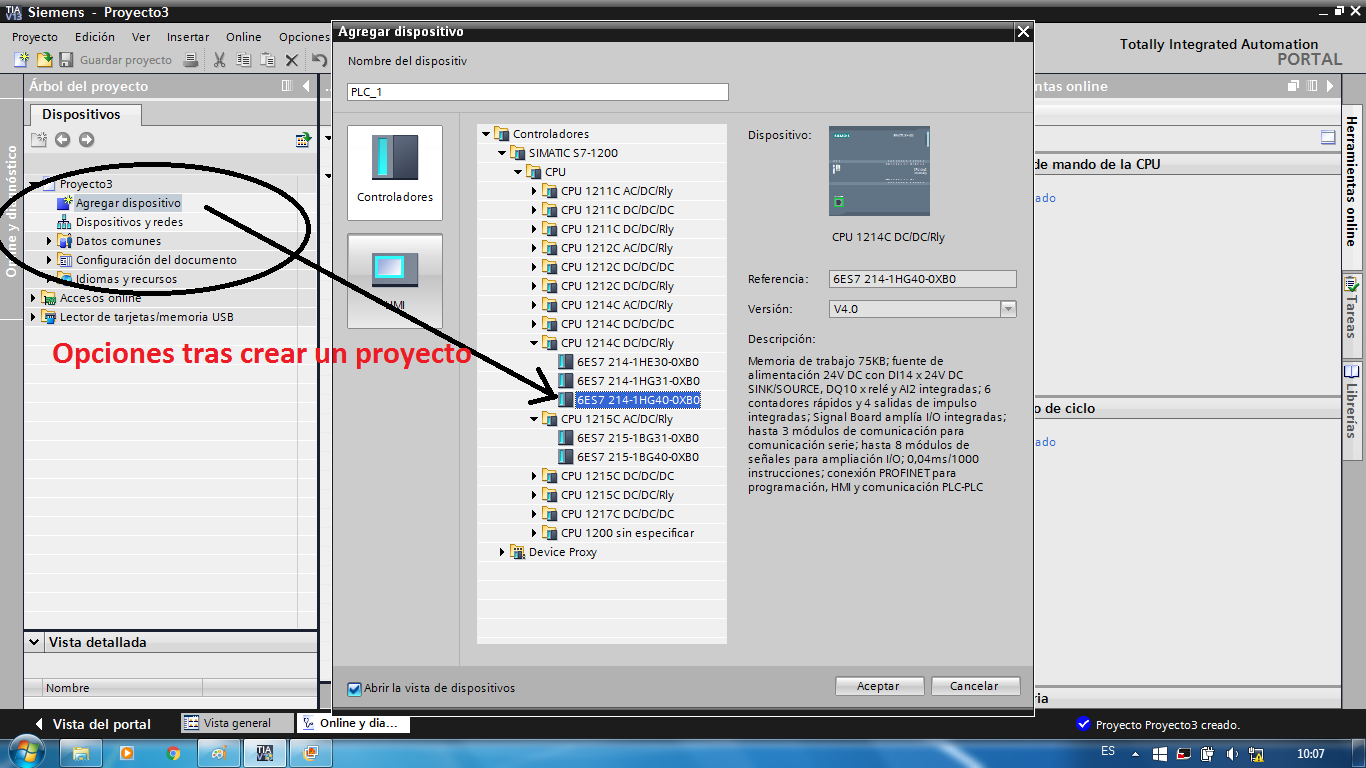 TIA
V13
Siemens - Proyecto3
Proyecto Edición Ver Insertar Online Opciones
Guardar proyecto
Totally Integrated Automation
PORTAL
Árbol del proyecto
Dispositivos
Online y diagnóstico
Proyecto3
Agregar dispositivo
Dispositivos y redes
Datos comunes
Configuración del documento
Idiomas y recursos
Accesos online
Lector de tarjetas/memoria USB
Opciones tras crear un proyecto
Vista detallada
Nombre
Agregar dispositivo
Nombre del dispositiv
PLC_1
Controladores
HMI
Controladores
SIMATIC S7-1200
CPU
CPU 1211C AC/DC/Rly
CPU 1211C DC/DC/DC
CPU 1211C DC/DC/Rly
CPU 1212C AC/DC/Rly
CPU 1212C DC/DC/DC
CPU 1212C DC/DC/Rly
CPU 1214C AC/DC/Rly
CPU 1214C DC/DC/DC
CPU 1214C DC/DC/Rly
6ES7 214-1HE30-0XB0
6ES7 214-1HG31-0XB0
6ES7 214-1HG40-0XB0
CPU 1215C AC/DC/Rly
6ES7 215-1BG31-0XB0
6ES7 215-1BG40-0XB0
CPU 1215C DC/DC/DC
CPU 1215C DC/DC/Rly
CPU 1217C DC/DC/DC
CPU 1200 sin especificar
Device Proxy
Dispositivo:
CPU 1214C DC/DC/Rly
Referencia: 6ES7 214-1HG40-0XB0
Versión: V4.0
Descripción:
Memoria de trabajo 75KB; fuente de
alimentación 24V DC con DI14 x 24V DC
SINK/SOURCE, DQ10 x relé y AI2 integradas; 6
contadores rápidos y 4 salidas de impulso
integradas; Signal Board amplía I/O integradas;
hasta 3 módulos de comunicación para
comunicación serie; hasta 8 módulos de
señales para ampliación I/O; 0,04ms/1000
instrucciones; conexión PROFINET para
programación, HMI y comunicación PLC-PLC
Abrir la vista de dispositivos
Aceptar Cancelar
ntas online
de mando de la CPU
ado
o de ciclo
ado
ria
Herramientas online
Tareas
Librerías
Vista del portal Vista general Online y dia... Proyecto Proyecto3 creado.
TIA
V13
ES 10:07